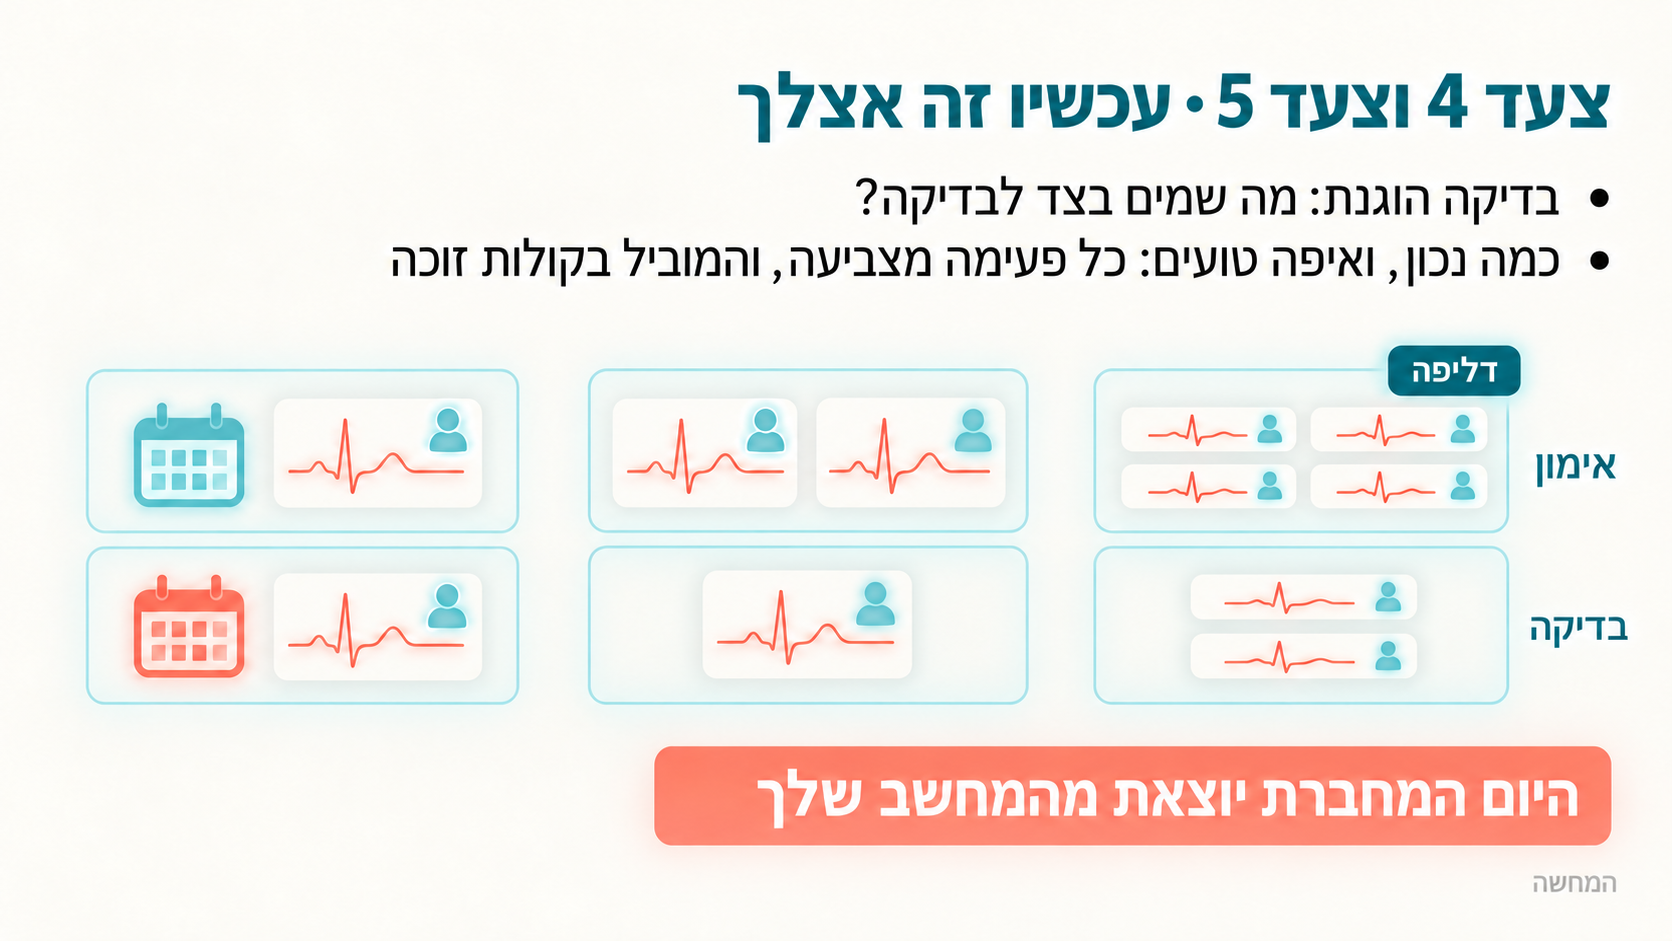 צעד 4 וצעד 5 · עכשיו זה אצלך
• בדיקה הוגנת: מה שמים בצד לבדיקה?
• כמה נכון, ואיפה טועים: כל פעימה מצביעה, והמוביל בקולות זוכה
דליפה
אימון
בדיקה
היום המחברת יוצאת מהמחשב שלך
המחשה